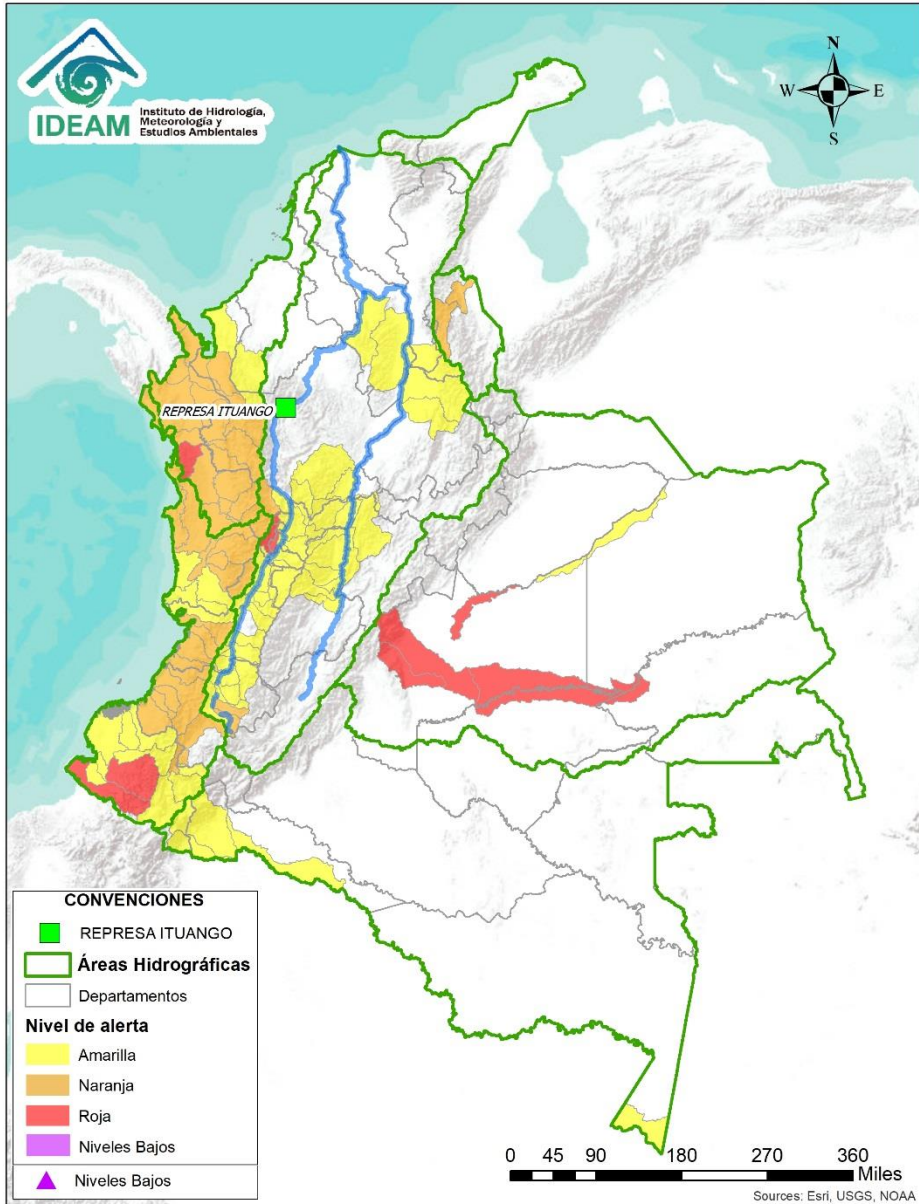 IDEAM
Instituto de Hidrología,
Meteorología y
Estudios Ambientales
N
W
E
S
REPRESA ITUANGO
CONVENCIONES
REPRESA ITUANGO
Áreas Hidrográficas
Departamentos
Nivel de alerta
Amarilla
Naranja
Roja
Niveles Bajos
Niveles Bajos
0 45 90 180 270 360
Miles
Sources: Esri, USGS, NOAA